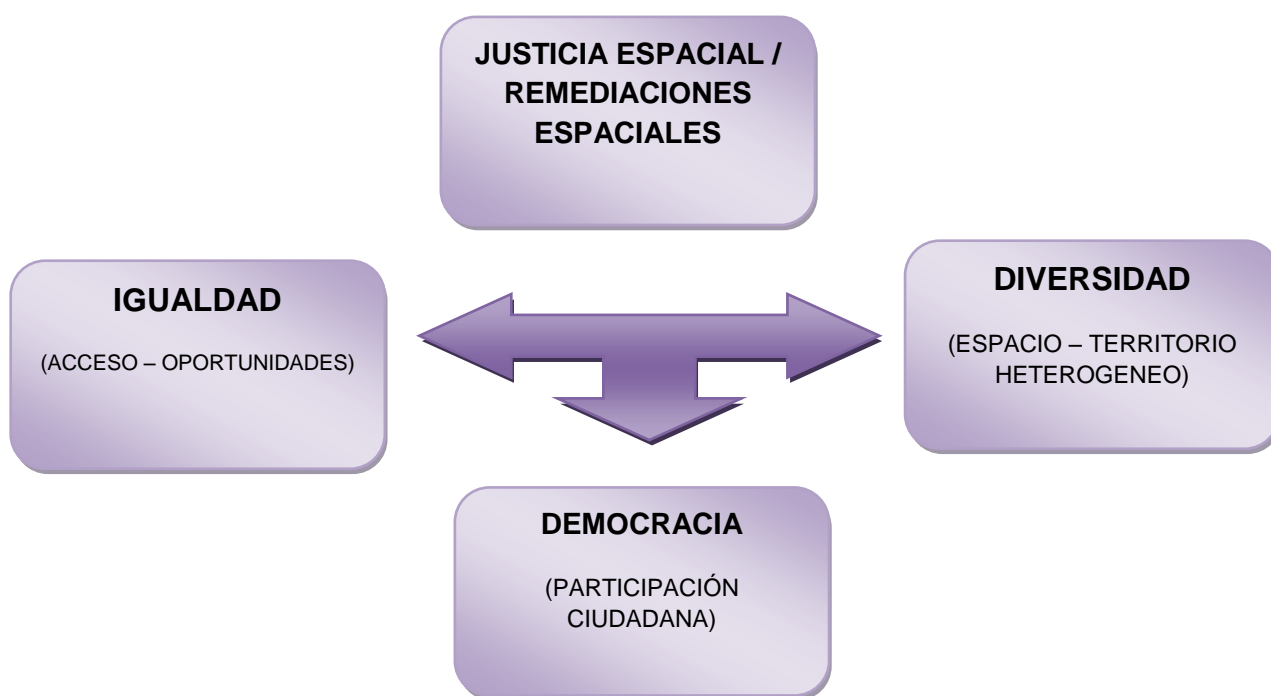 JUSTICIA ESPACIAL /
REMEDIACIONES
ESPACIALES
IGUALDAD
(ACCESO – OPORTUNIDADES)
DIVERSIDAD
(ESPACIO – TERRITORIO
HETEROGENEO)
DEMOCRACIA
(PARTICIPACIÓN
CIUDADANA)